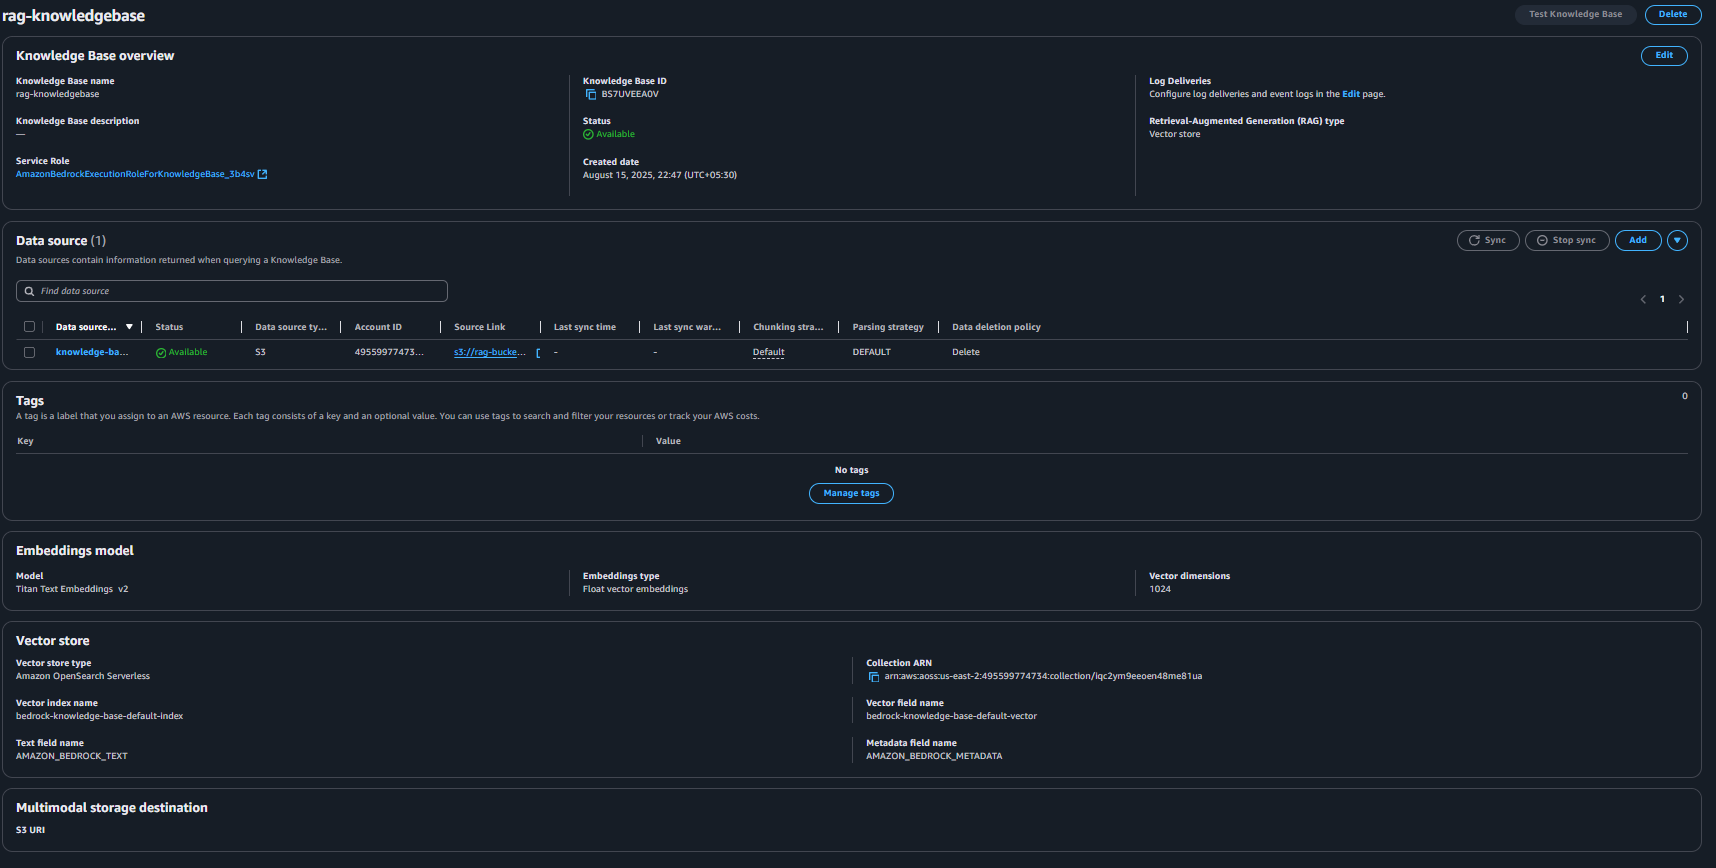 rag-knowledgebase
Test Knowledge Base
Delete
Knowledge Base overview
Edit
Knowledge Base name
rag-knowledgebase
Knowledge Base description
—
Service Role
AmazonBedrockExecutionRoleForKnowledgeBase_3b4sv
Knowledge Base ID
BS7UVEEA0V
Status
Available
Created date
August 15, 2025, 22:47 (UTC+05:30)
Log Deliveries
Configure log deliveries and event logs in the Edit page.
Retrieval-Augmented Generation (RAG) type
Vector store
Data source (1)
Sync
Stop sync
Add
Data sources contain information returned when querying a Knowledge Base.
Find data source
1
Data source... Status Data source ty... Account ID Source Link Last sync time Last sync war... Chunking stra... Parsing strategy Data deletion policy
knowledge-ba... Available S3 49559977473... s3://rag-bucke... - - Default DEFAULT Delete
Tags
0
A tag is a label that you assign to an AWS resource. Each tag consists of a key and an optional value. You can use tags to search and filter your resources or track your AWS costs.
Key Value
No tags
Manage tags
Embeddings model
Model
Titan Text Embeddings v2
Embeddings type
Float vector embeddings
Vector dimensions
1024
Vector store
Vector store type
Amazon OpenSearch Serverless
Collection ARN
arn:aws:aoss:us-east-2:495599774734:collection/iqc2ym9eeoen48me81ua
Vector index name
bedrock-knowledge-base-default-index
Vector field name
bedrock-knowledge-base-default-vector
Text field name
AMAZON_BEDROCK_TEXT
Metadata field name
AMAZON_BEDROCK_METADATA
Multimodal storage destination
S3 URI